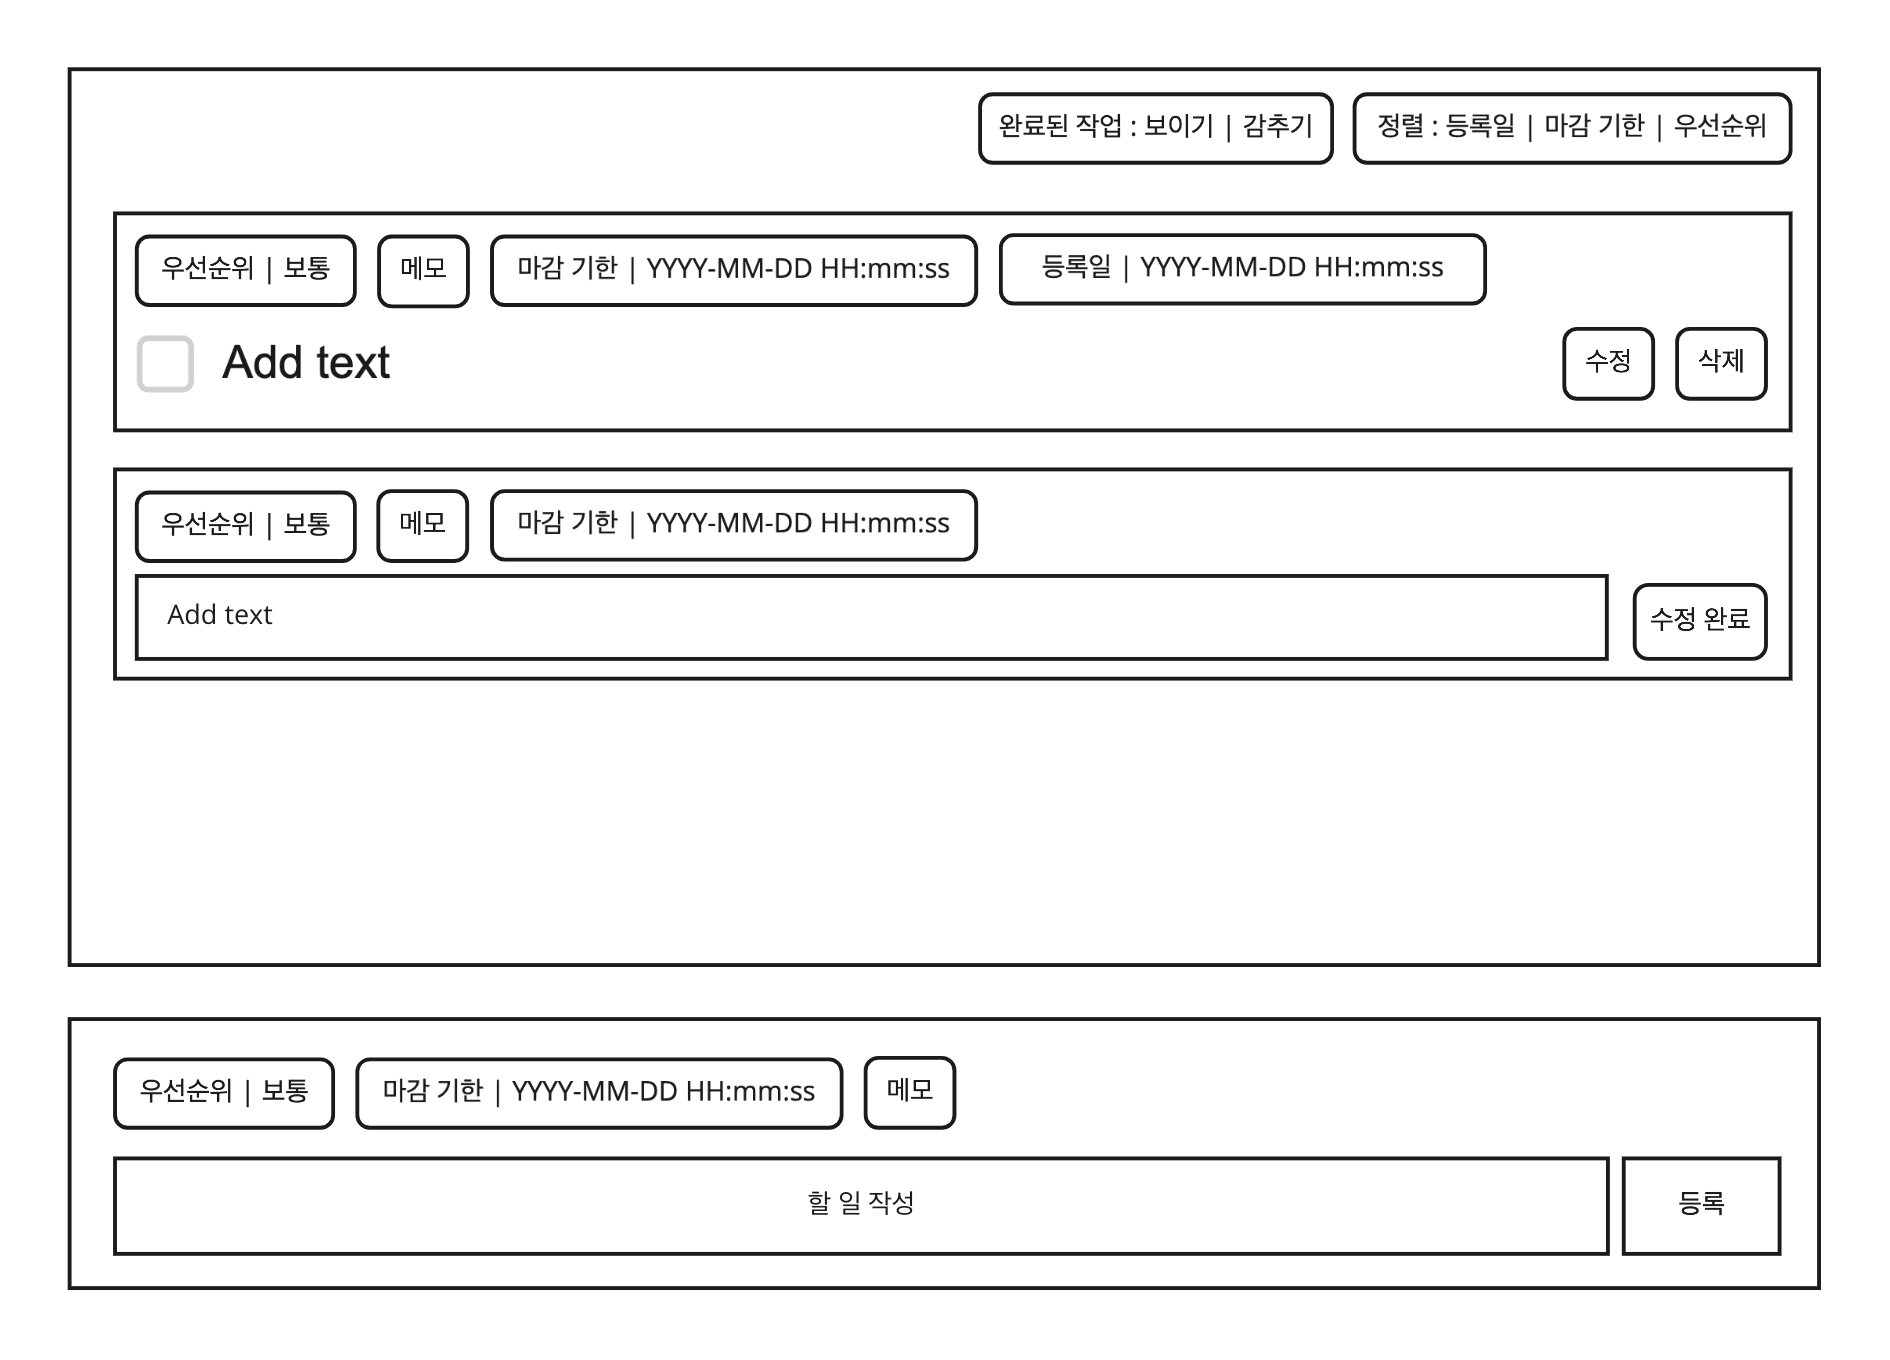 완료된 작업 : 보이기 | 감추기 정렬 : 등록일 | 마감 기한 | 우선순위
우선순위 | 보통 메모 마감 기한 | YYYY-MM-DD HH:mm:ss 등록일 | YYYY-MM-DD HH:mm:ss
Add text 수정 삭제
우선순위 | 보통 메모 마감 기한 | YYYY-MM-DD HH:mm:ss
Add text 수정 완료
우선순위 | 보통 마감 기한 | YYYY-MM-DD HH:mm:ss 메모
할 일 작성 등록